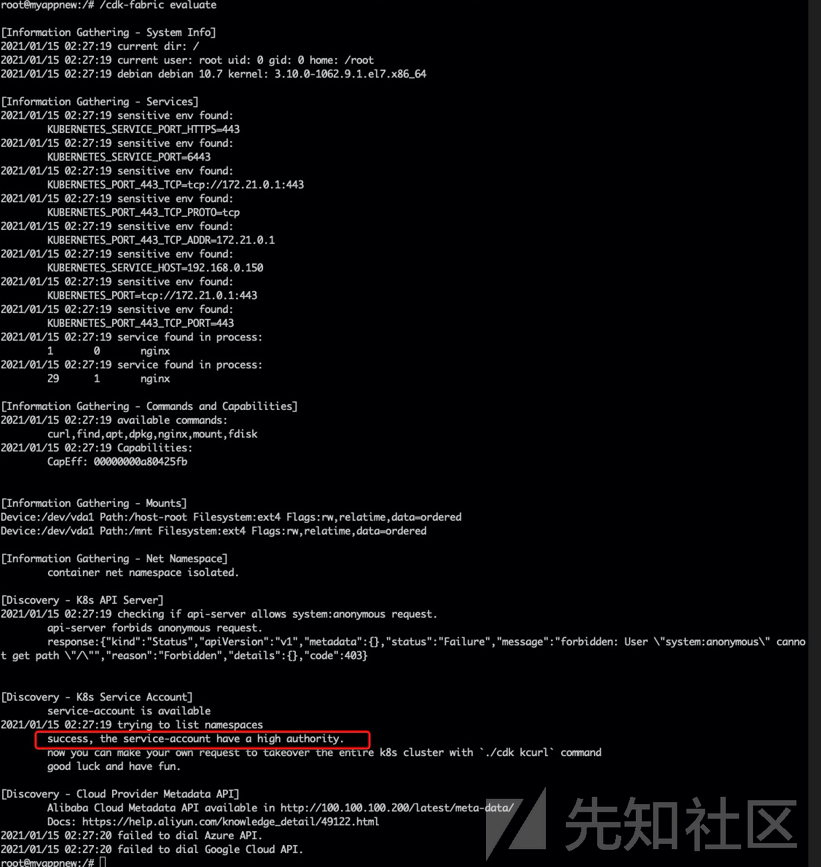 root@myappnew:/# /cdk-fabric evaluate
[Information Gathering - System Info]
2021/01/15 02:27:19 current dir: /
2021/01/15 02:27:19 current user: root uid: 0 gid: 0 home: /root
2021/01/15 02:27:19 debian debian 10.7 kernel: 3.10.0-1062.9.1.el7.x86_64
[Information Gathering - Services]
2021/01/15 02:27:19 sensitive env found:
KUBERNETES_SERVICE_PORT_HTTPS=443
2021/01/15 02:27:19 sensitive env found:
KUBERNETES_SERVICE_PORT=6443
2021/01/15 02:27:19 sensitive env found:
KUBERNETES_PORT_443_TCP=tcp://172.21.0.1:443
2021/01/15 02:27:19 sensitive env found:
KUBERNETES_PORT_443_TCP_PROTO=tcp
2021/01/15 02:27:19 sensitive env found:
KUBERNETES_PORT_443_TCP_ADDR=172.21.0.1
2021/01/15 02:27:19 sensitive env found:
KUBERNETES_SERVICE_HOST=192.168.0.150
2021/01/15 02:27:19 sensitive env found:
KUBERNETES_PORT=tcp://172.21.0.1:443
2021/01/15 02:27:19 sensitive env found:
KUBERNETES_PORT_443_TCP_PORT=443
2021/01/15 02:27:19 service found in process:
1 0 nginx
2021/01/15 02:27:19 service found in process:
29 1 nginx
[Information Gathering - Commands and Capabilities]
2021/01/15 02:27:19 available commands:
curl,find,apt,dpkg,nginx,mount,fdisk
2021/01/15 02:27:19 Capabilities:
CapEff: 00000000a80425fb
[Information Gathering - Mounts]
Device:/dev/vda1 Path:/host-root Filesystem:ext4 Flags:rw,relatime,data=ordered
Device:/dev/vda1 Path:/mnt Filesystem:ext4 Flags:rw,relatime,data=ordered
[Information Gathering - Net Namespace]
container net namespace isolated.
[Discovery - K8s API Server]
2021/01/15 02:27:19 checking if api-server allows system:anonymous request.
api-server forbids anonymous request.
response:{"kind":"Status","apiVersion":"v1","metadata":{},"status":"Failure","message":"forbidden: User \"system:anonymous\" canno
t get path \"/\"","reason":"Forbidden","details":{},"code":403}
[Discovery - K8s Service Account]
service-account is available
2021/01/15 02:27:19 trying to list namespaces
success, the service-account have a high authority.
now you can make your own request to takeover the entire k8s cluster with `./cdk kcurl` command
good luck and have fun.
[Discovery - Cloud Provider Metadata API]
Alibaba Cloud Metadata API available in http://100.100.100.200/latest/meta-data/
Docs: https://help.aliyun.com/knowledge_detail/49122.html
2021/01/15 02:27:20 failed to dial Azure API.
2021/01/15 02:27:20 failed to dial Google Cloud API.
root@myappnew:/#
先知社区